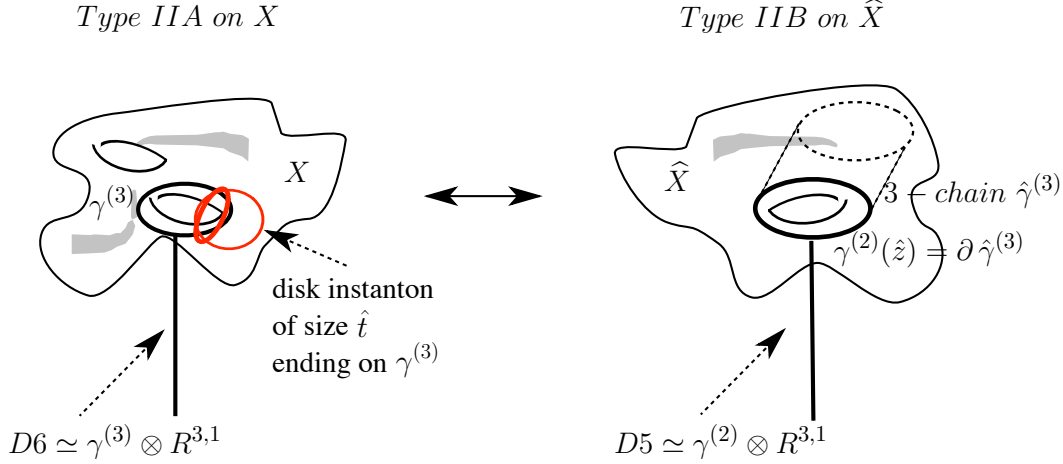 Type IIA on X
Type IIB on X̂
X
γ^(3)
X̂
3 − chain γ̂^(3)
γ^(2)(ẑ) = ∂ γ̂^(3)
disk instanton
of size t̂
ending on γ^(3)
D6 ≃ γ^(3) ⊗ R^3,1
D5 ≃ γ^(2) ⊗ R^3,1